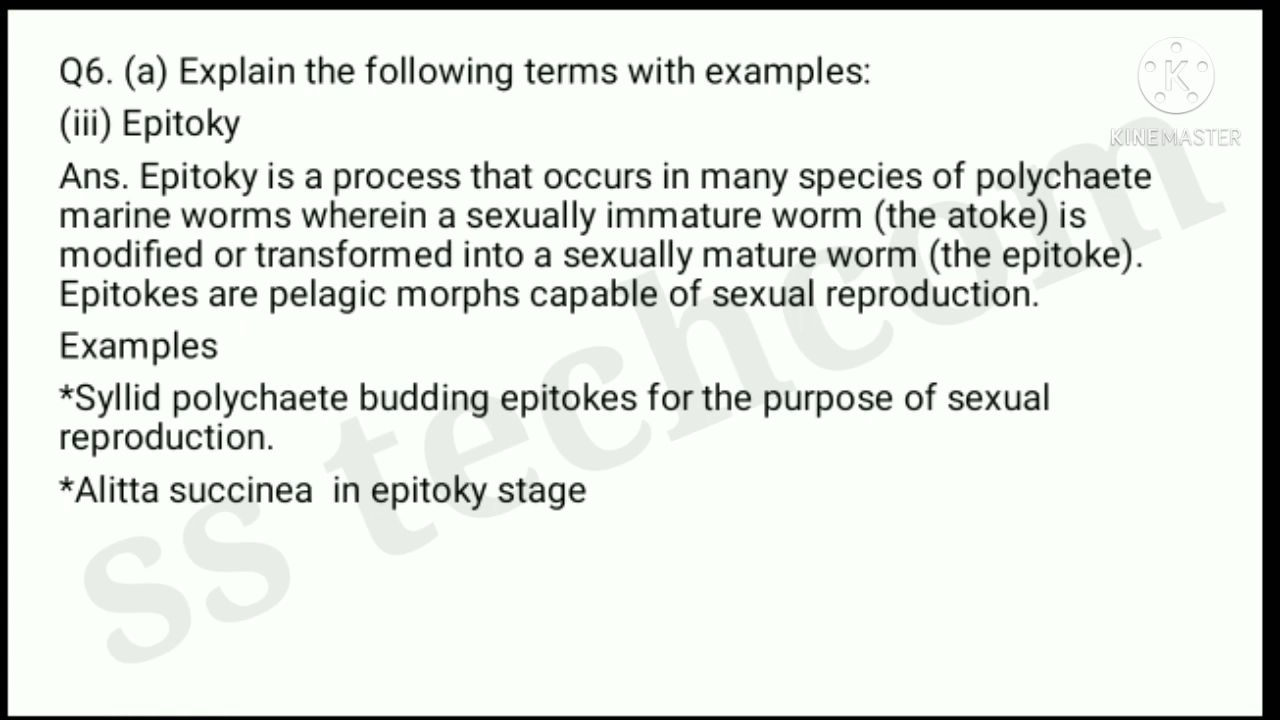 Q6. (a) Explain the following terms with examples:
(iii) Epitoky
Ans. Epitoky is a process that occurs in many species of polychaete
marine worms wherein a sexually immature worm (the atoke) is
modified or transformed into a sexually mature worm (the epitoke).
Epitokes are pelagic morphs capable of sexual reproduction.
Examples
*Syllid polychaete budding epitokes for the purpose of sexual
reproduction.
*Alitta succinea  in epitoky stage
K
KINEMASTER
ss techcom